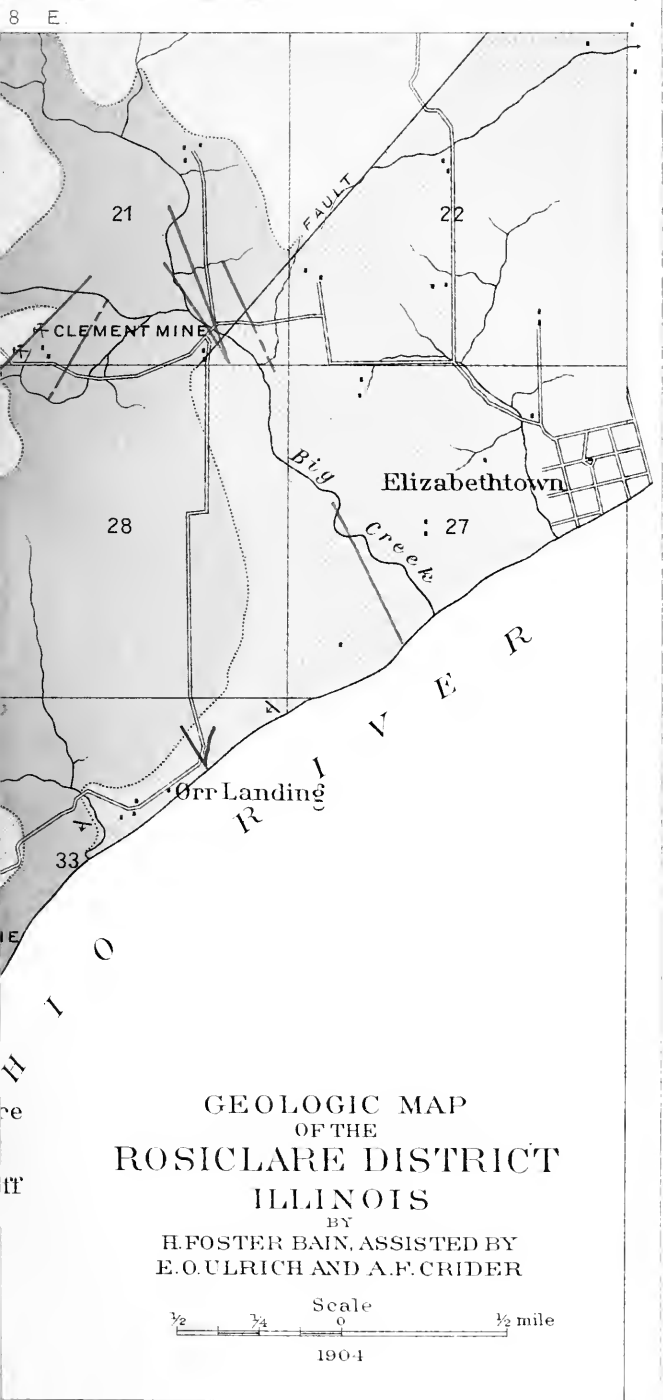 8 E.
21
FAULT
22
CLEMENT MINE
Big Creek
Elizabethtown
28
27
OHIO RIVER
Orr Landing
33
GEOLOGIC MAP
OF THE
ROSICLARE DISTRICT
ILLINOIS
BY
H. FOSTER BAIN, ASSISTED BY
E. O. ULRICH AND A. F. CRIDER
Scale
½ ¼ 0 ½ mile
1904